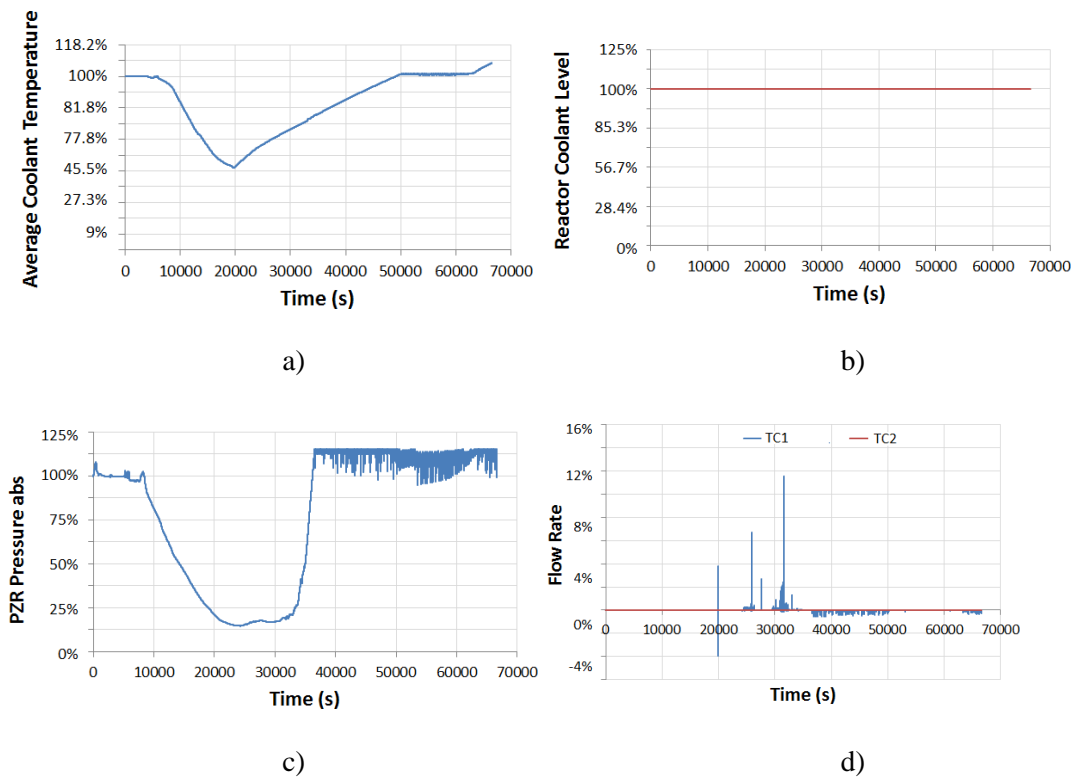 Average Coolant Temperature
118.2%
100%
81.8%
77.8%
45.5%
27.3%
9%
0 10000 20000 30000 40000 50000 60000 70000
Time (s)
a)
Reactor Coolant Level
125%
100%
85.3%
56.7%
28.4%
0%
0 10000 20000 30000 40000 50000 60000 70000
Time (s)
b)
PZR Pressure abs
125%
100%
75%
50%
25%
0%
0 10000 20000 30000 40000 50000 60000 70000
Time (s)
c)
Flow Rate
TC1 TC2
16%
12%
8%
4%
0%
-4%
0 10000 20000 30000 40000 50000 60000 70000
Time (s)
d)